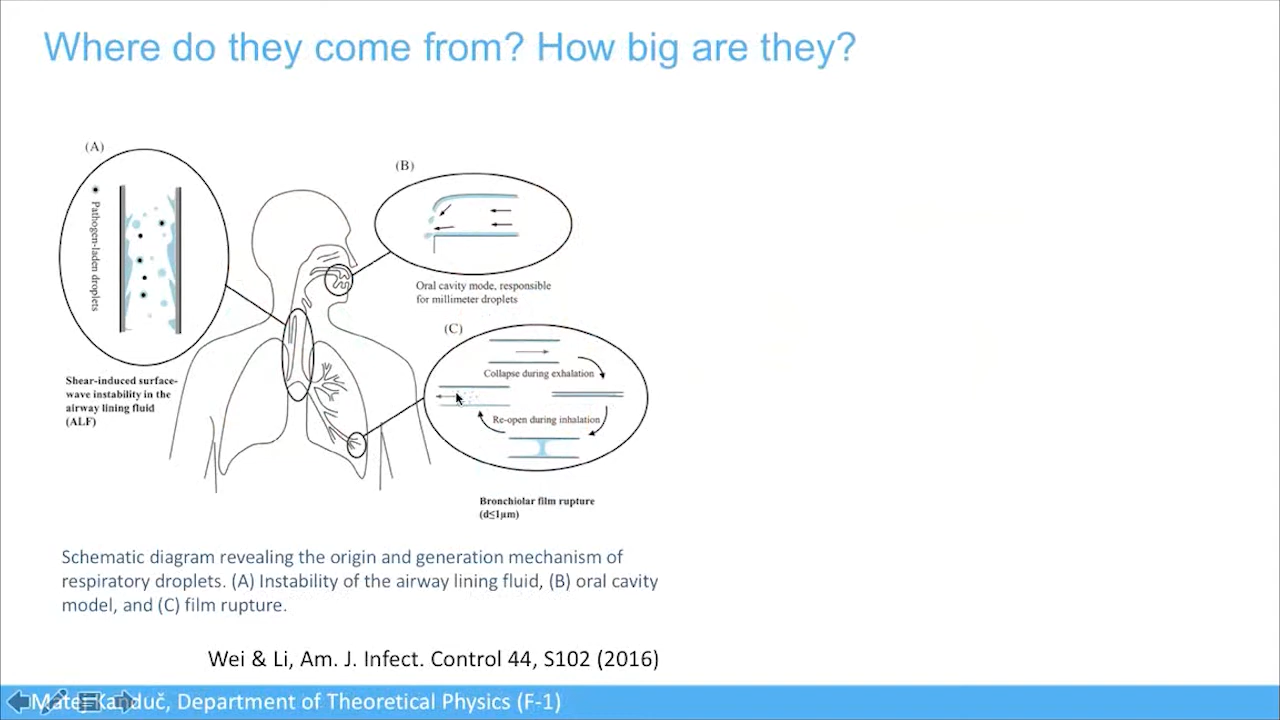 Where do they come from? How big are they?
(A)
Pathogen-laden droplets
Shear-induced surface-
wave instability in the
airway lining fluid
(ALF)
(B)
Oral cavity mode, responsible
for millimeter droplets
(C)
Collapse during exhalation
Re-open during inhalation
Bronchiolar film rupture
(d≤1μm)
Schematic diagram revealing the origin and generation mechanism of
respiratory droplets. (A) Instability of the airway lining fluid, (B) oral cavity
model, and (C) film rupture.
Wei & Li, Am. J. Infect. Control 44, S102 (2016)
Matej Kanduč, Department of Theoretical Physics (F-1)